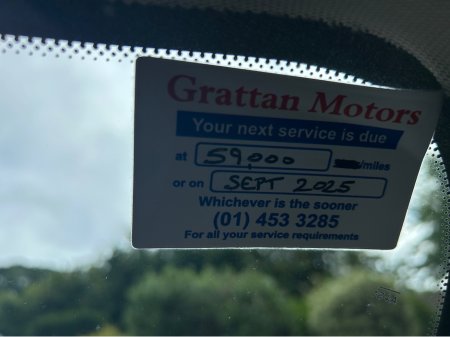 Grattan Motors
Your next service is due
at 59,000 /miles
or on SEPT 2025
Whichever is the sooner
(01) 453 3285
For all your service requirements